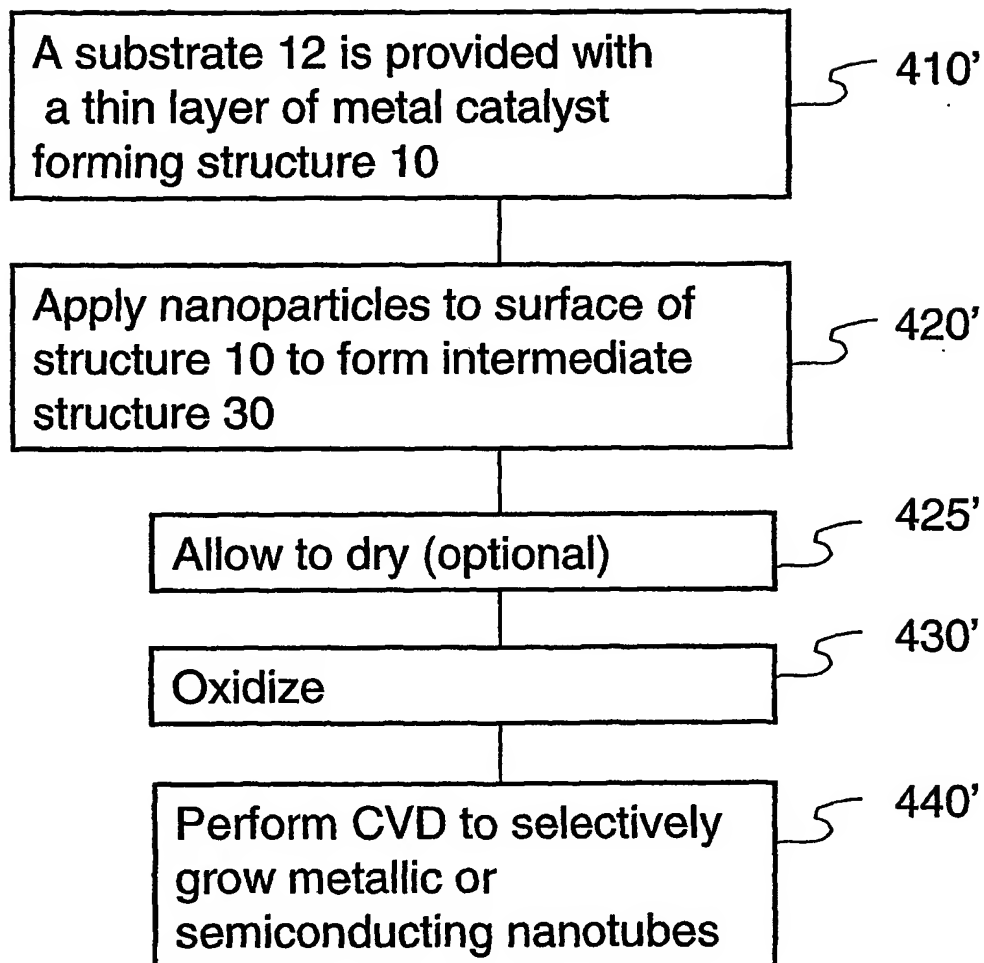 A substrate 12 is provided with
a thin layer of metal catalyst
forming structure 10
410'
Apply nanoparticles to surface of
structure 10 to form intermediate
structure 30
420'
Allow to dry (optional)
425'
Oxidize
430'
Perform CVD to selectively
grow metallic or
semiconducting nanotubes
440'